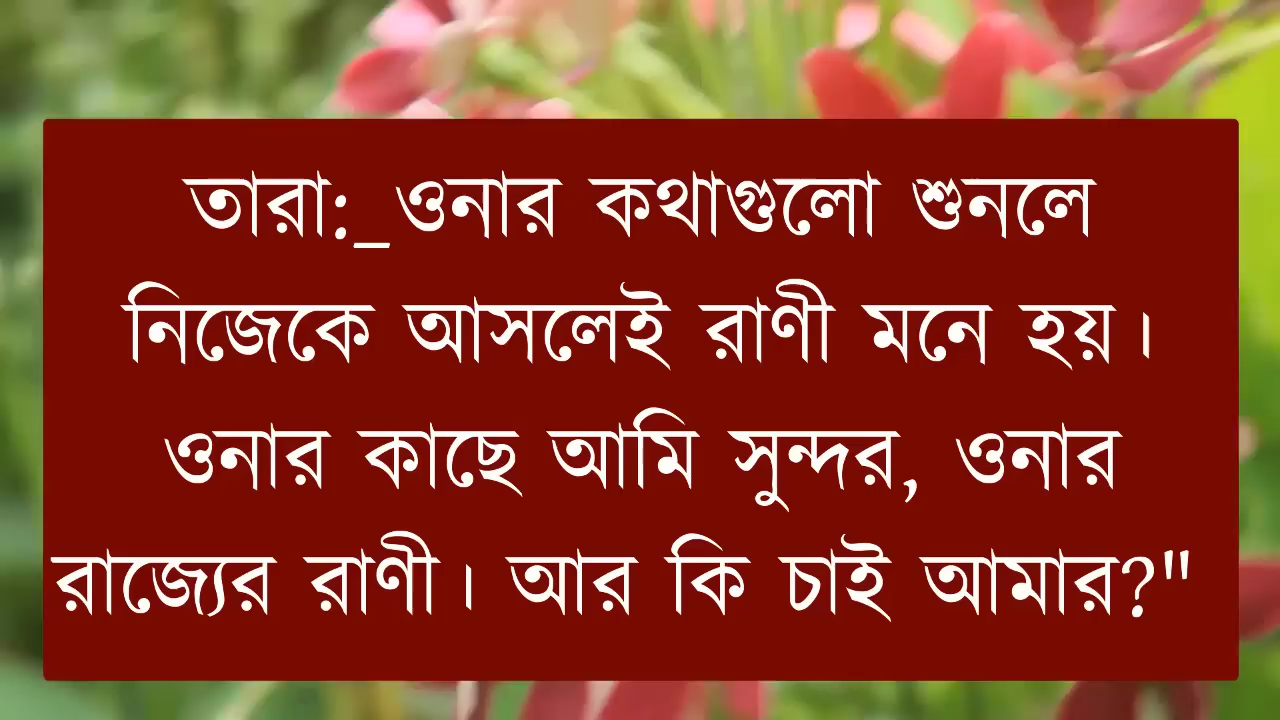 তারা:_ওনার কথাগুলো শুনলে
নিজেকে আসলেই রাণী মনে হয়।
ওনার কাছে আমি সুন্দর, ওনার
রাজ্যের রাণী। আর কি চাই আমার?"